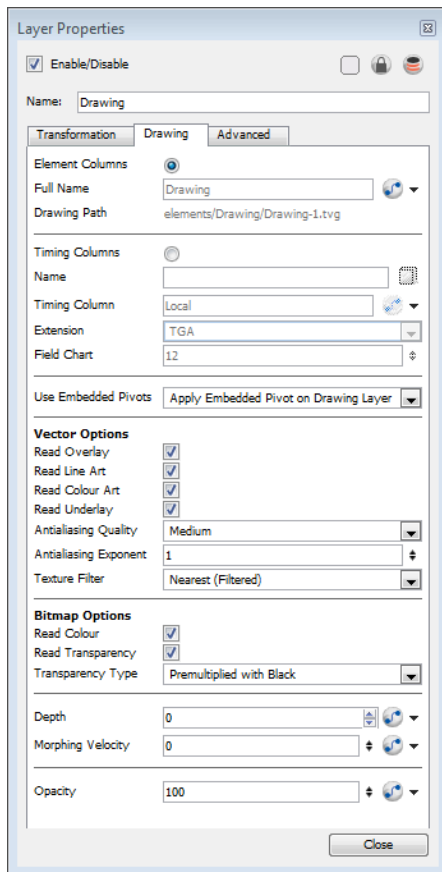 Layer Properties
Enable/Disable
Name: Drawing
Transformation Drawing Advanced
Element Columns
Full Name Drawing
Drawing Path elements/Drawing/Drawing-1.tvg
Timing Columns
Name
Timing Column Local
Extension TGA
Field Chart 12
Use Embedded Pivots Apply Embedded Pivot on Drawing Layer
Vector Options
Read Overlay
Read Line Art
Read Colour Art
Read Underlay
Antialiasing Quality Medium
Antialiasing Exponent 1
Texture Filter Nearest (Filtered)
Bitmap Options
Read Colour
Read Transparency
Transparency Type Premultiplied with Black
Depth 0
Morphing Velocity 0
Opacity 100
Close